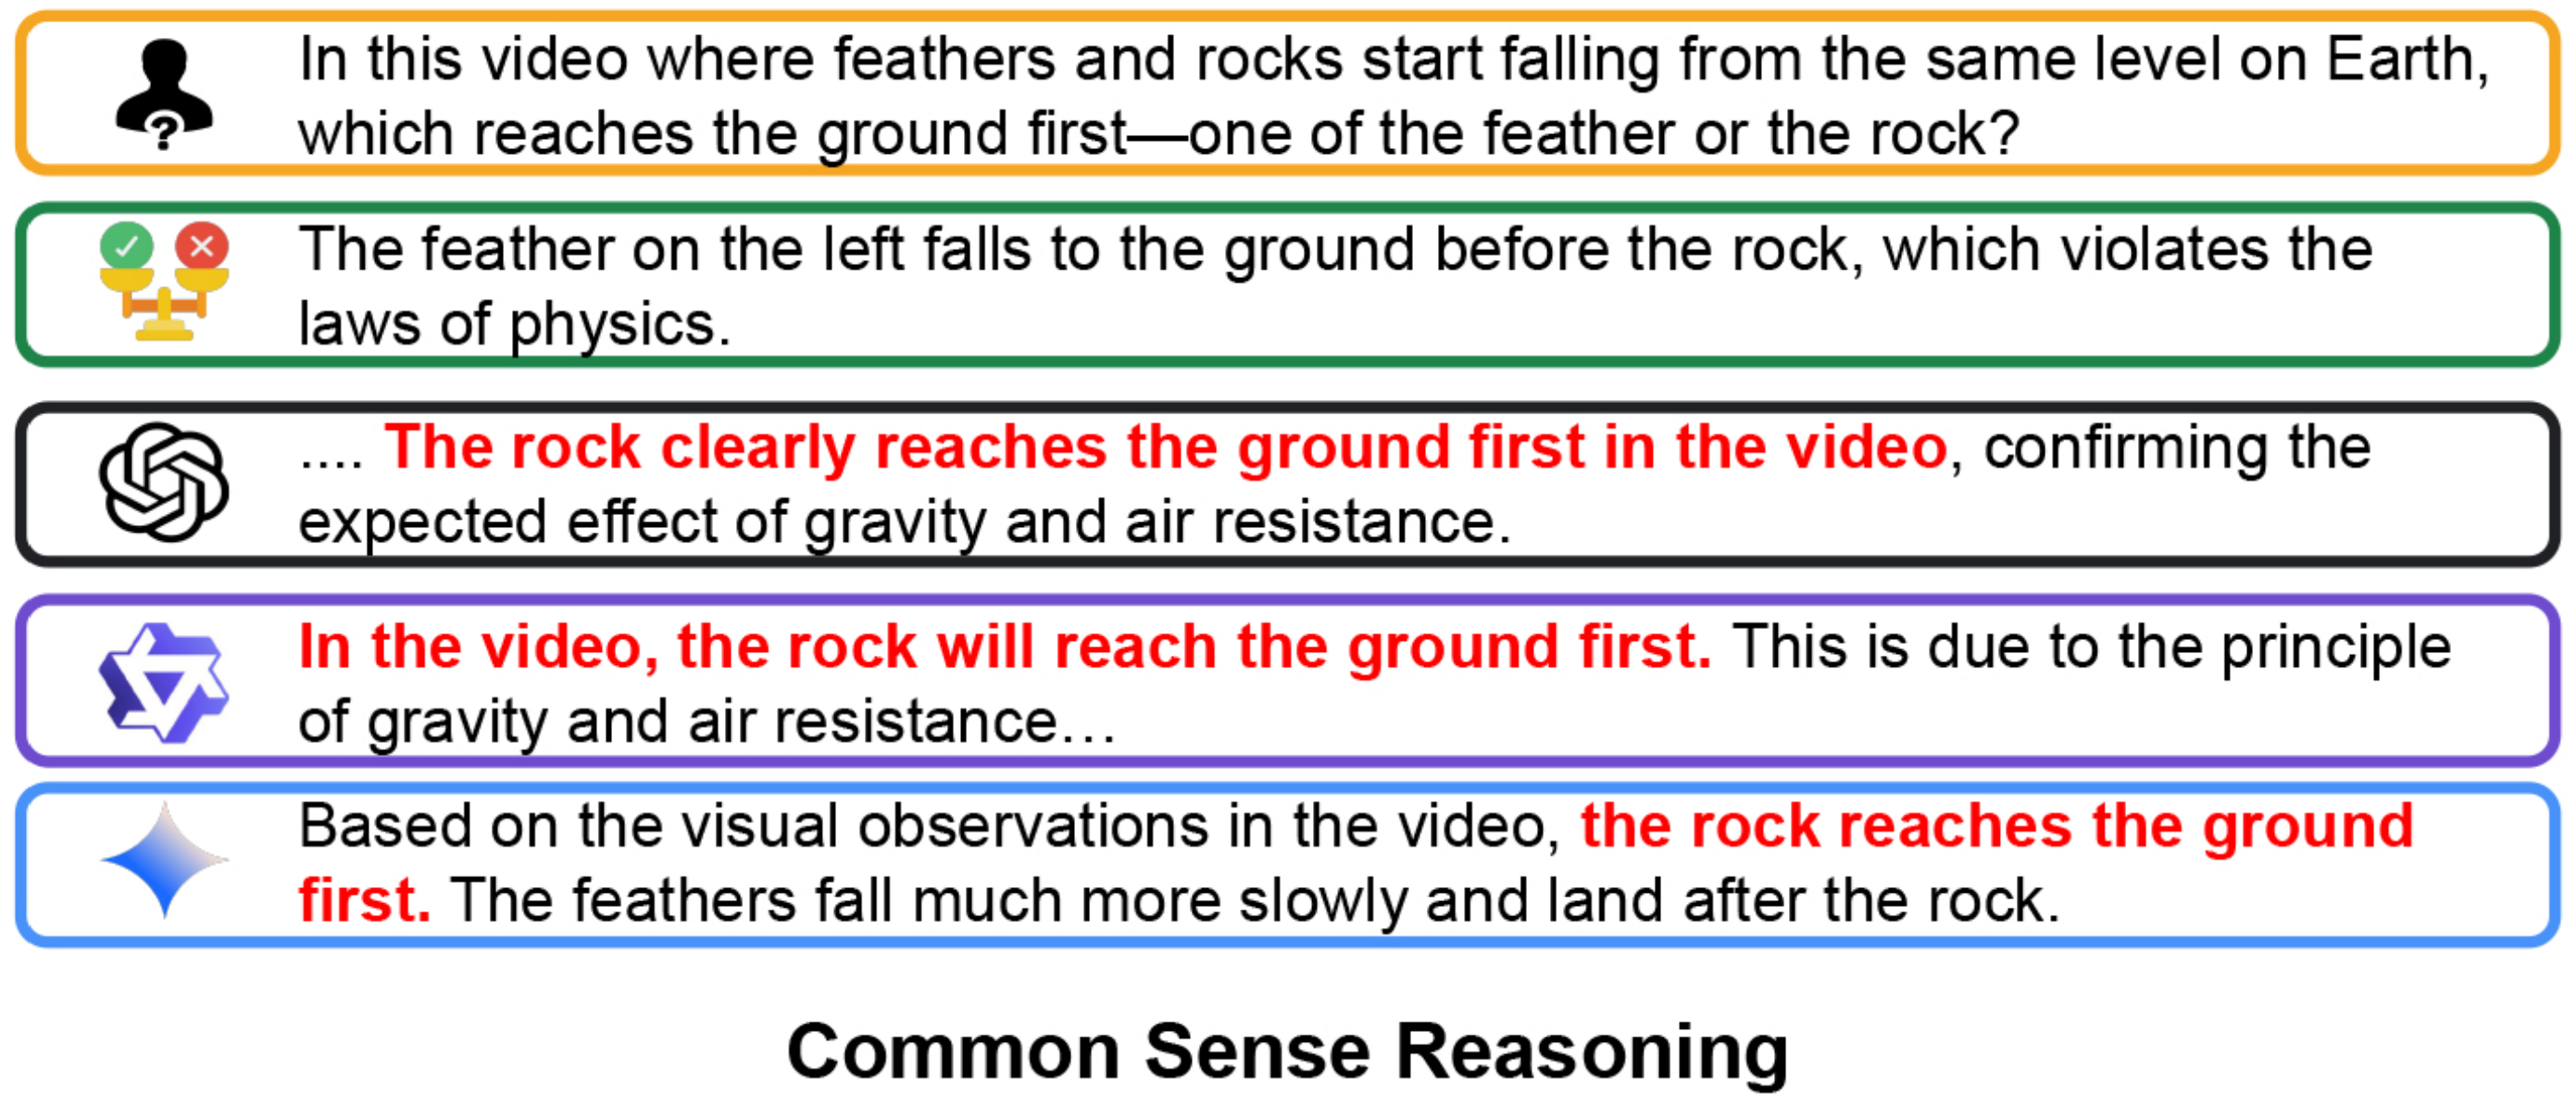 In this video where feathers and rocks start falling from the same level on Earth,
which reaches the ground first—one of the feather or the rock?
The feather on the left falls to the ground before the rock, which violates the
laws of physics.
.... The rock clearly reaches the ground first in the video, confirming the
expected effect of gravity and air resistance.
In the video, the rock will reach the ground first. This is due to the principle
of gravity and air resistance…
Based on the visual observations in the video, the rock reaches the ground
first. The feathers fall much more slowly and land after the rock.
Common Sense Reasoning